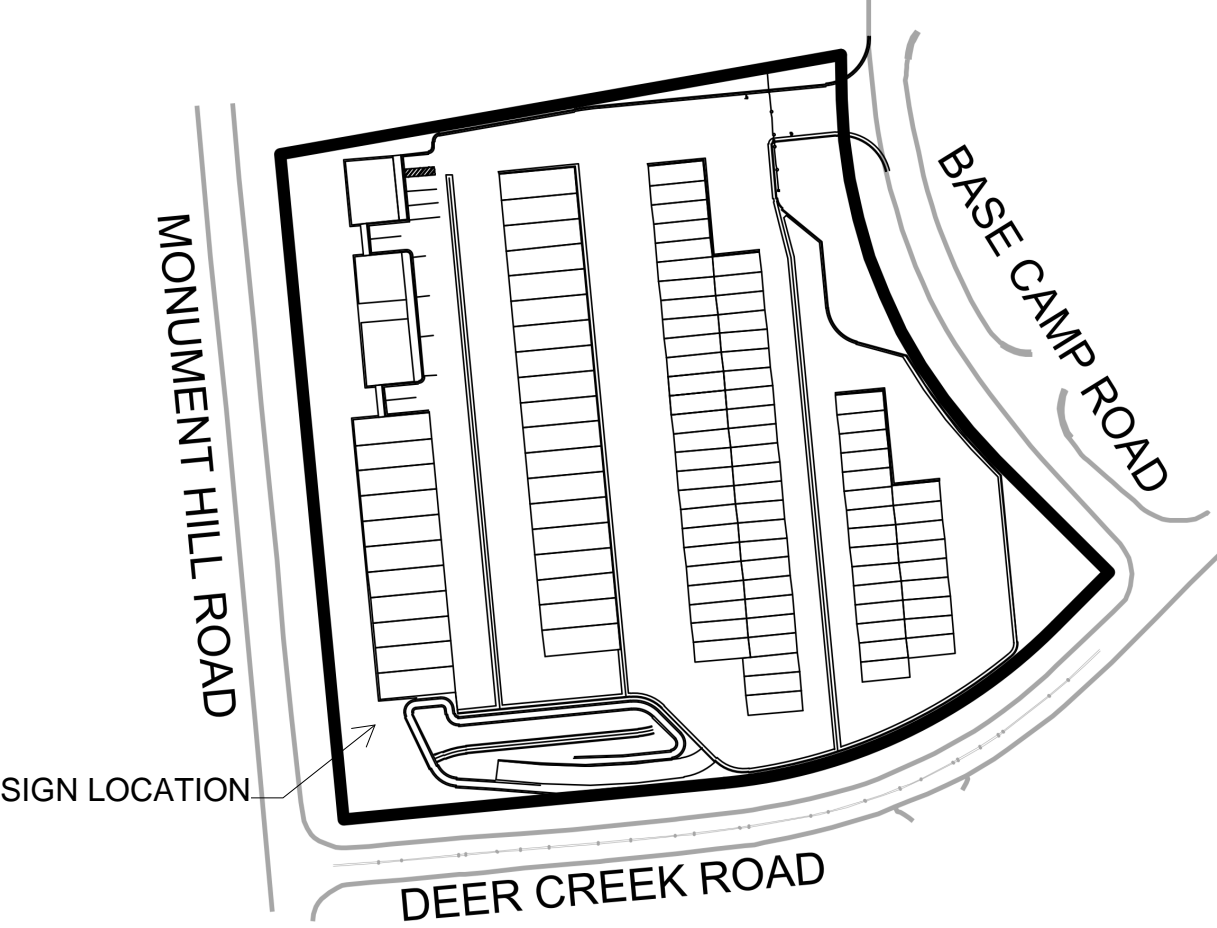 BASE CAMP ROAD
MONUMENT HILL ROAD
SIGN LOCATION
DEER CREEK ROAD